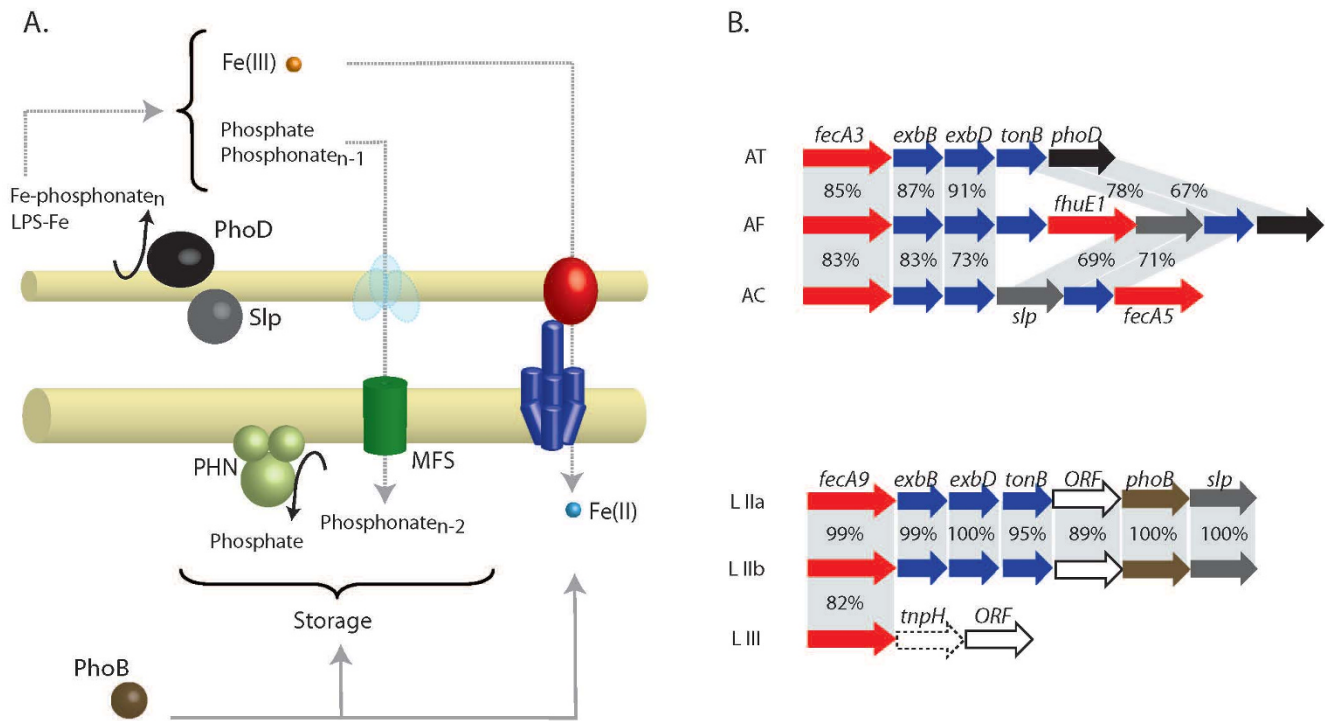 A.
Fe(III)
Phosphate
Phosphonaten-1
Fe-phosphonaten
LPS-Fe
PhoD
Slp
PHN
MFS
Phosphate
Phosphonaten-2
Fe(II)
Storage
PhoB
B.
fecA3 exbB exbD tonB phoD
AT
85% 87% 91% 78% 67%
fhuE1
AF
83% 83% 73% 69% 71%
AC
slp fecA5
fecA9 exbB exbD tonB ORF phoB slp
L IIa
99% 99% 100% 95% 89% 100% 100%
L IIb
82%
tnpH ORF
L III